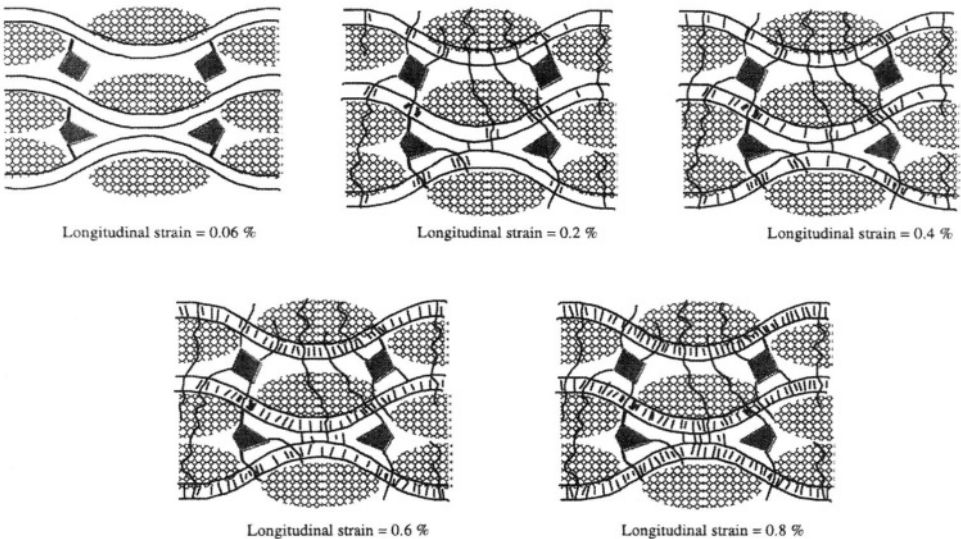 Longitudinal strain = 0.06 %
Longitudinal strain = 0.2 %
Longitudinal strain = 0.4 %
Longitudinal strain = 0.6 %
Longitudinal strain = 0.8 %